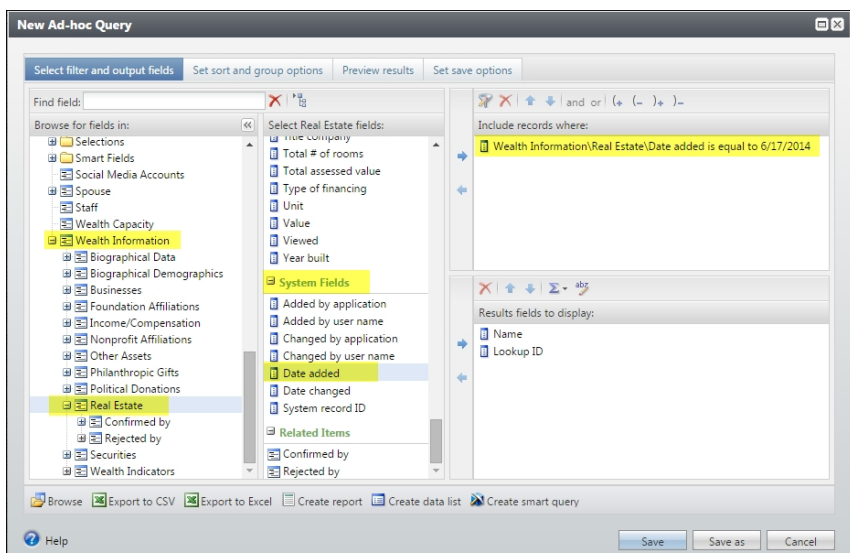 New Ad-hoc Query
Select filter and output fields
Set sort and group options
Preview results
Set save options
Find field:
and or (+ (- )+ )-
Browse for fields in:
Selections
Smart Fields
Social Media Accounts
Spouse
Staff
Wealth Capacity
Wealth Information
Biographical Data
Biographical Demographics
Businesses
Foundation Affiliations
Income/Compensation
Nonprofit Affiliations
Other Assets
Philanthropic Gifts
Political Donations
Real Estate
Confirmed by
Rejected by
Securities
Wealth Indicators
Select Real Estate fields:
Title company
Total # of rooms
Total assessed value
Type of financing
Unit
Value
Viewed
Year built
System Fields
Added by application
Added by user name
Changed by application
Changed by user name
Date added
Date changed
System record ID
Related Items
Confirmed by
Rejected by
Include records where:
Wealth Information\Real Estate\Date added is equal to 6/17/2014
Σ abz
Results fields to display:
Name
Lookup ID
Browse
Export to CSV
Export to Excel
Create report
Create data list
Create smart query
Help
Save
Save as
Cancel